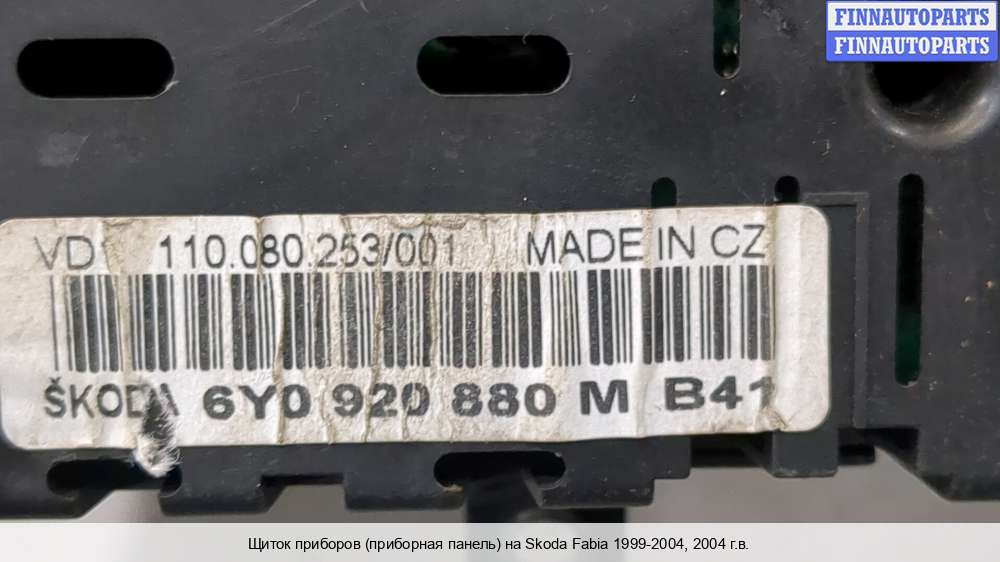 FINNAUTOPARTS
FINNAUTOPARTS
VD1 110.080.253/001 MADE IN CZ
ŠKODA 6Y0 920 880 M B41
Щиток приборов (приборная панель) на Skoda Fabia 1999-2004, 2004 г.в.